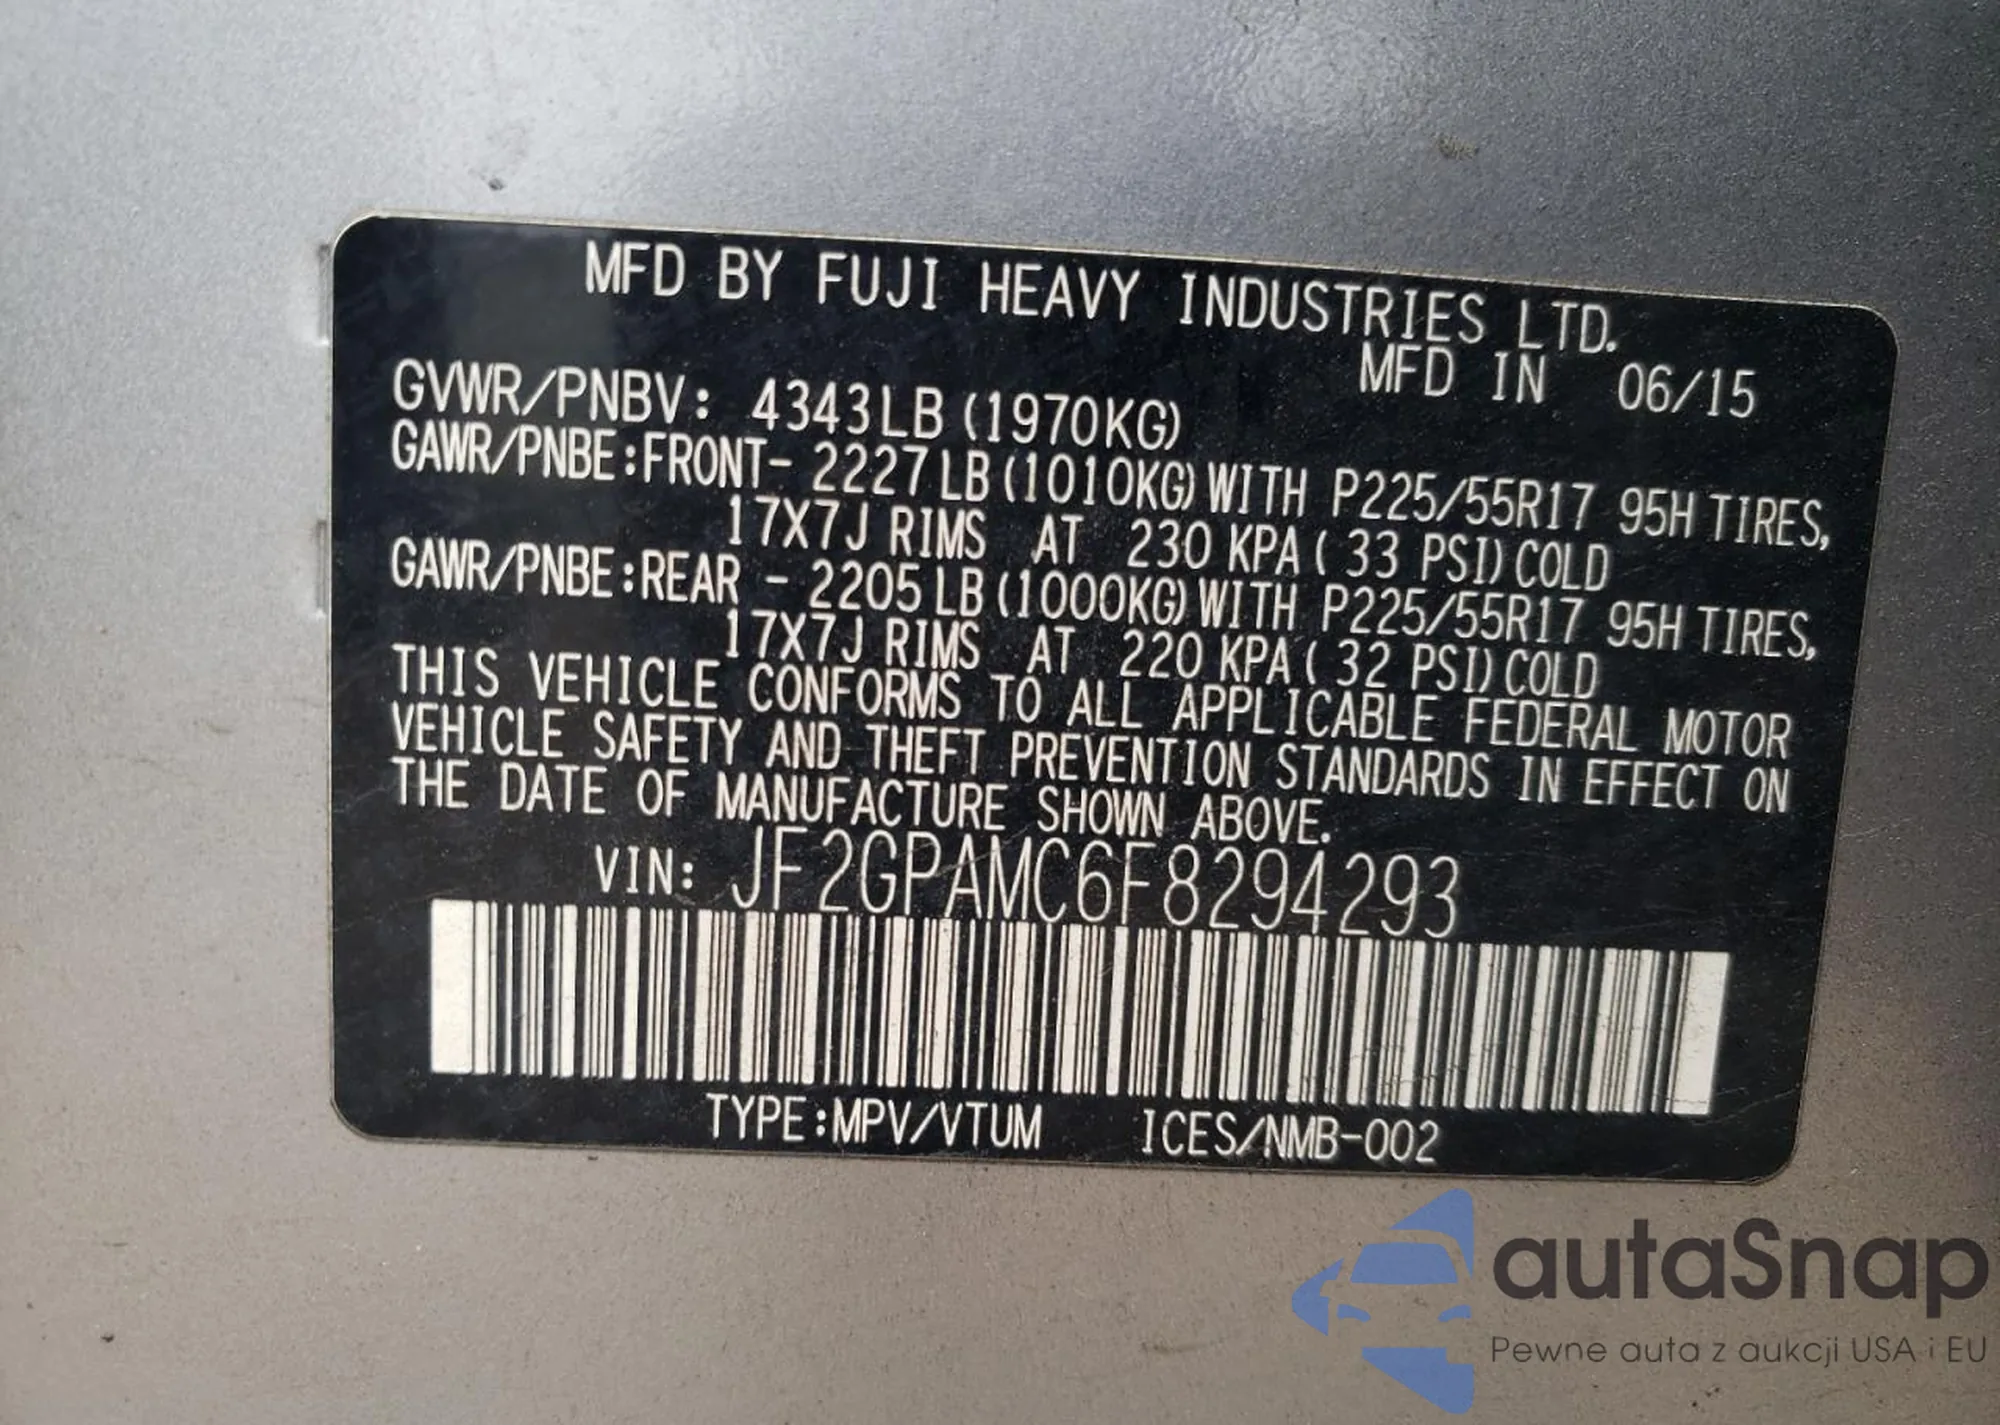 MFD BY FUJI HEAVY INDUSTRIES LTD.
MFD IN 06/15
GVWR/PNBV: 4343LB (1970KG)
GAWR/PNBE:FRONT- 2227 LB (1010KG) WITH P225/55R17 95H TIRES,
17X7J RIMS AT 230 KPA ( 33 PSI) COLD
GAWR/PNBE:REAR - 2205 LB (1000KG) WITH P225/55R17 95H TIRES,
17X7J RIMS AT 220 KPA ( 32 PSI) COLD
THIS VEHICLE CONFORMS TO ALL APPLICABLE FEDERAL MOTOR
VEHICLE SAFETY AND THEFT PREVENTION STANDARDS IN EFFECT ON
THE DATE OF MANUFACTURE SHOWN ABOVE.
VIN: JF2GPAMC6F8294293
TYPE:MPV/VTUM ICES/NMB-002
autaSnap
Pewne auta z aukcji USA i EU